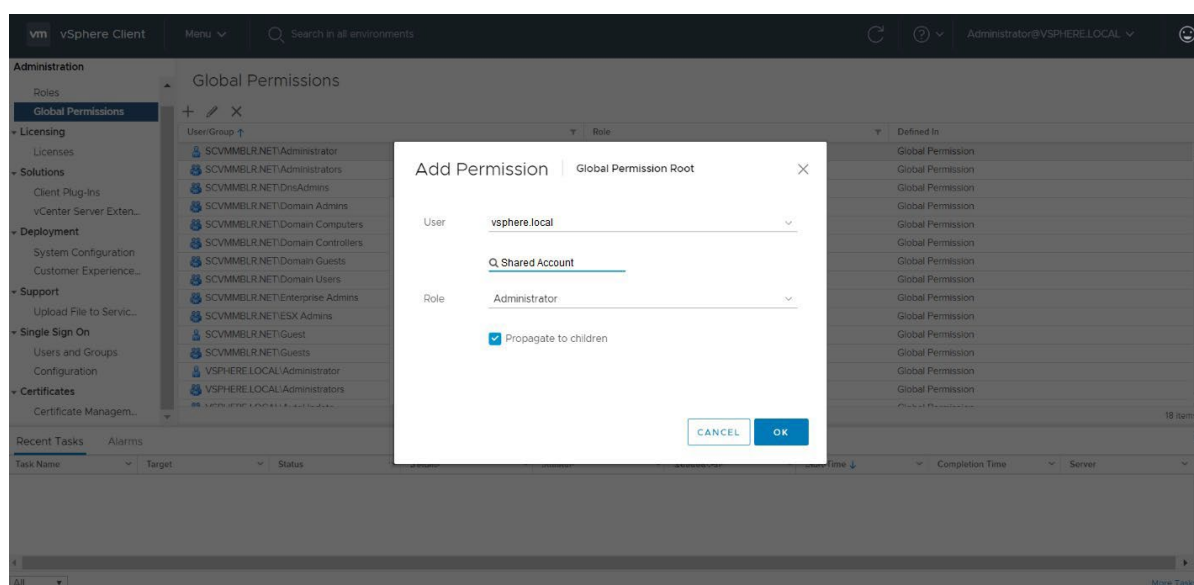 vm vSphere Client Menu Search in all environments Administrator@VSPHERE.LOCAL
Administration
Roles
Global Permissions
Licensing
Licenses
Solutions
Client Plug-Ins
vCenter Server Exten...
Deployment
System Configuration
Customer Experience...
Support
Upload File to Servic...
Single Sign On
Users and Groups
Configuration
Certificates
Certificate Managem...
Global Permissions
User/Group Role Defined In
SCVMMBLR.NET\Administrator Global Permission
SCVMMBLR.NET\Administrators Global Permission
SCVMMBLR.NET\DnsAdmins Global Permission
SCVMMBLR.NET\Domain Admins Global Permission
SCVMMBLR.NET\Domain Computers Global Permission
SCVMMBLR.NET\Domain Controllers Global Permission
SCVMMBLR.NET\Domain Guests Global Permission
SCVMMBLR.NET\Domain Users Global Permission
SCVMMBLR.NET\Enterprise Admins Global Permission
SCVMMBLR.NET\ESX Admins Global Permission
SCVMMBLR.NET\Guest Global Permission
SCVMMBLR.NET\Guests Global Permission
VSPHERE.LOCAL\Administrator Global Permission
VSPHERE.LOCAL\Administrators Global Permission
18 item
Add Permission Global Permission Root
User vsphere.local
Shared Account
Role Administrator
Propagate to children
CANCEL OK
Recent Tasks Alarms
Task Name Target Status Completion Time Server
All More Task